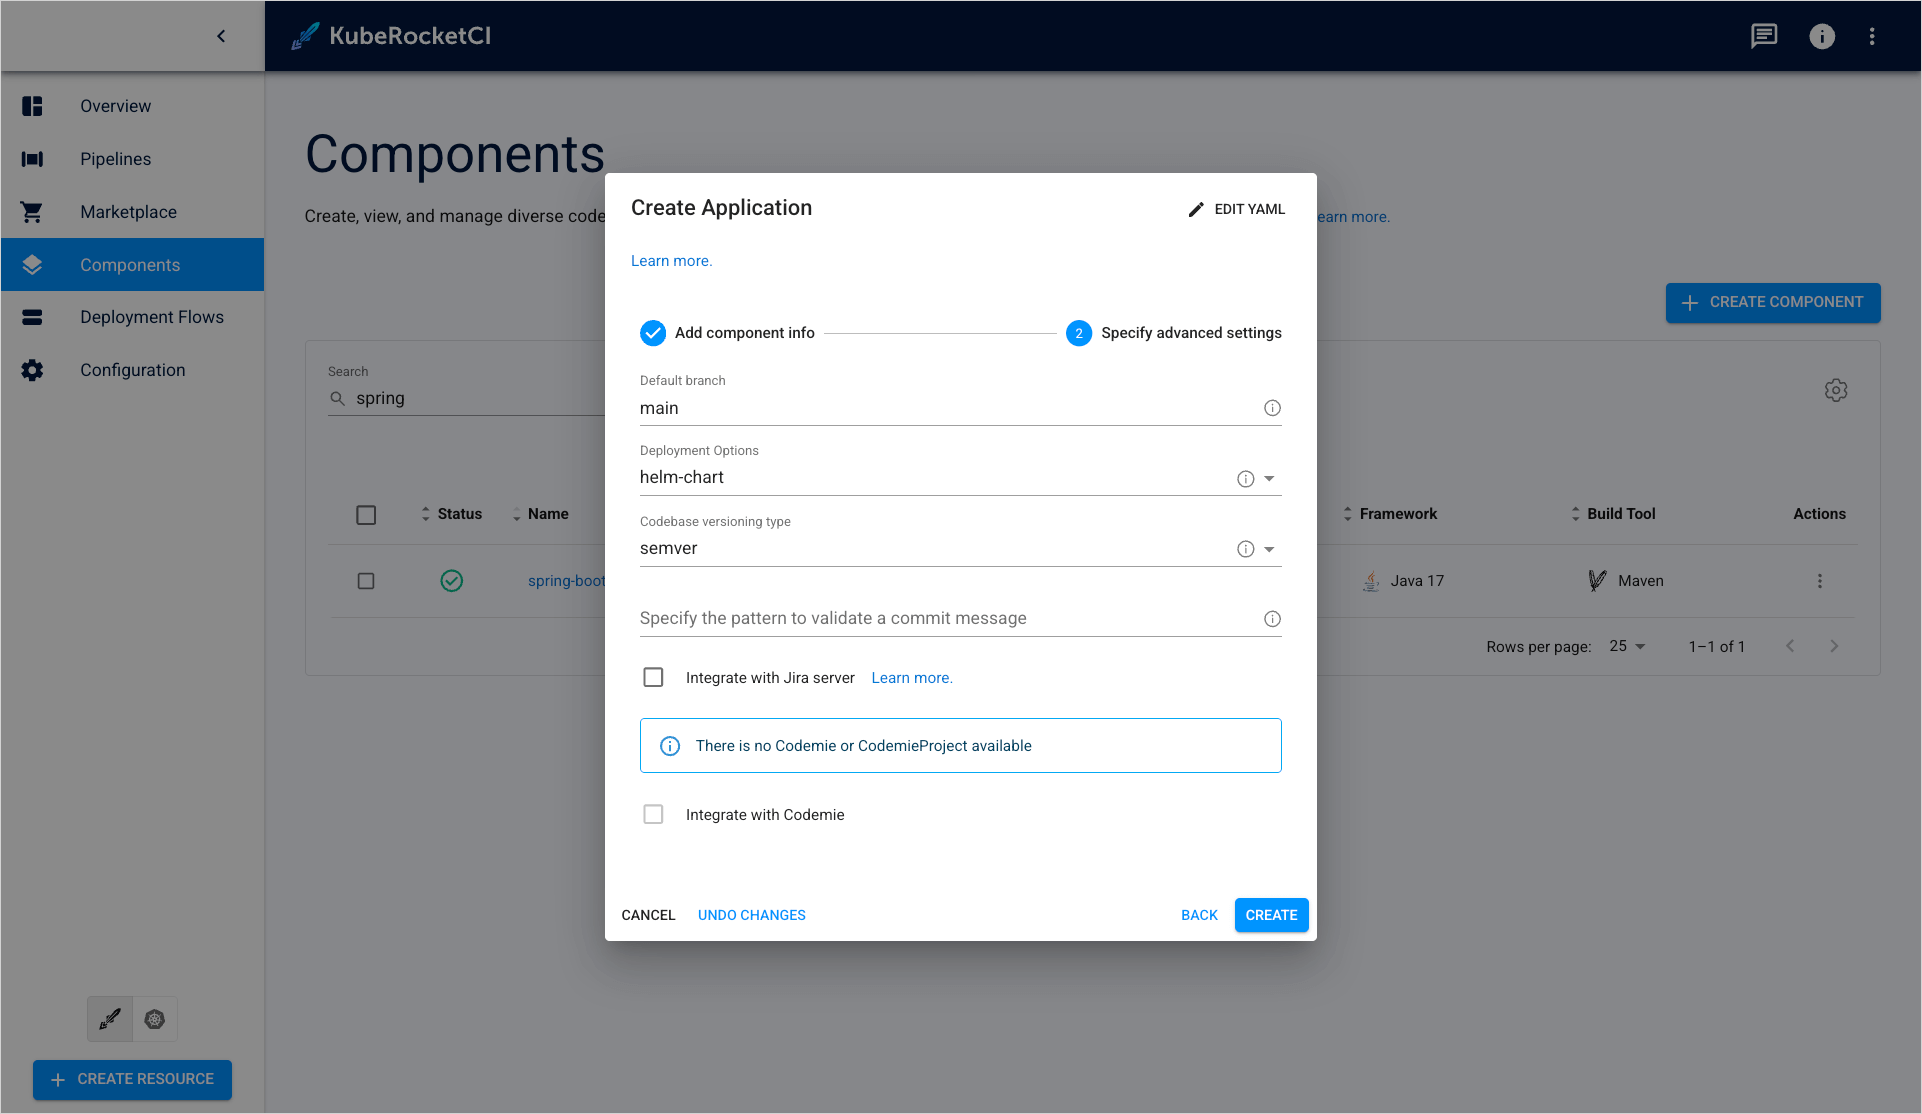 KubeRocketCI
Overview
Pipelines
Marketplace
Components
Deployment Flows
Configuration
CREATE RESOURCE
Components
Create, view, and manage diverse code
earn more.
CREATE COMPONENT
Search
spring
Status
Name
Framework
Build Tool
Actions
spring-boot
Java 17
Maven
Rows per page:
25
1–1 of 1
Create Application
EDIT YAML
Learn more.
Add component info
2
Specify advanced settings
Default branch
main
Deployment Options
helm-chart
Codebase versioning type
semver
Specify the pattern to validate a commit message
Integrate with Jira server
Learn more.
There is no Codemie or CodemieProject available
Integrate with Codemie
CANCEL
UNDO CHANGES
BACK
CREATE